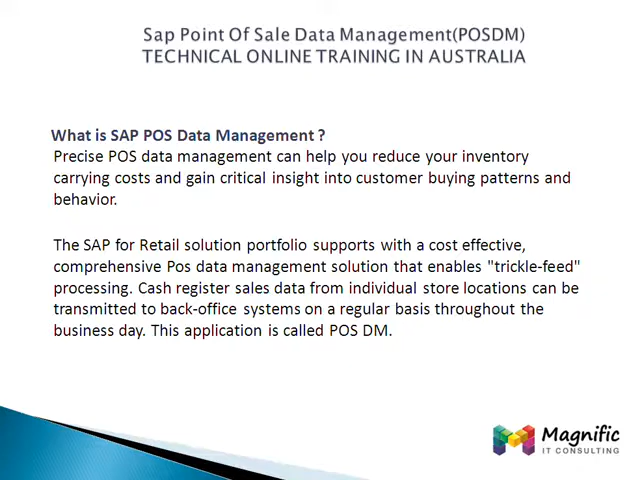 Sap Point Of Sale Data Management(POSDM)
TECHNICAL ONLINE TRAINING IN AUSTRALIA
What is SAP POS Data Management ?
Precise POS data management can help you reduce your inventory
carrying costs and gain critical insight into customer buying patterns and
behavior.
The SAP for Retail solution portfolio supports with a cost effective,
comprehensive Pos data management solution that enables "trickle-feed"
processing. Cash register sales data from individual store locations can be
transmitted to back-office systems on a regular basis throughout the
business day. This application is called POS DM.
Magnific
IT CONSULTING